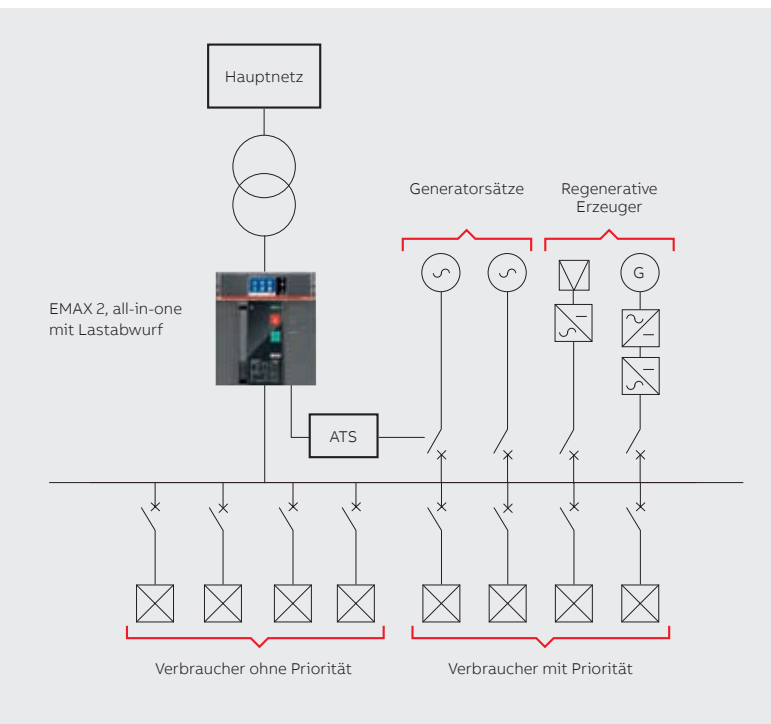 Hauptnetz
Generatorsätze
Regenerative
Erzeuger
G
EMAX 2, all-in-one
mit Lastabwurf
ATS
Verbraucher ohne Priorität
Verbraucher mit Priorität